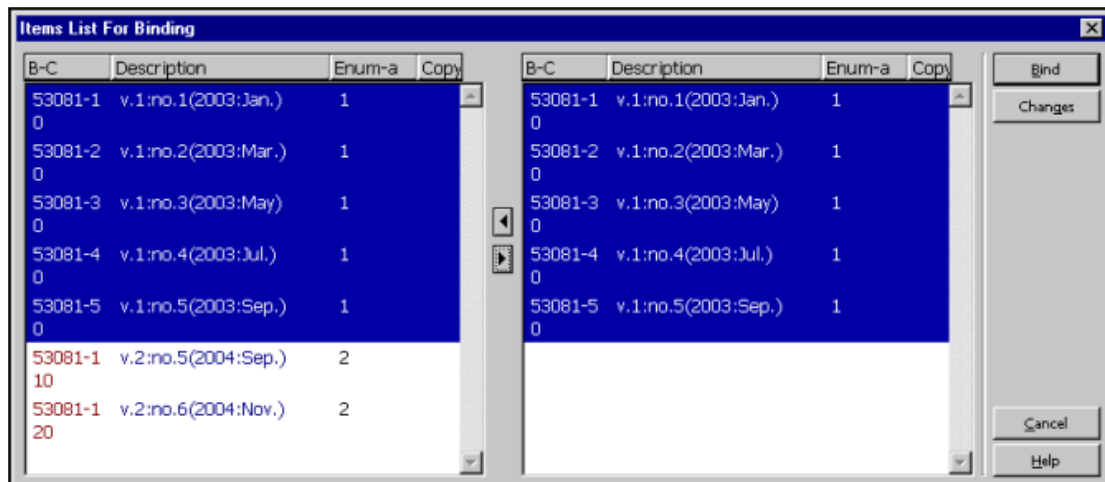 Items List For Binding
B-C Description Enum-a Copy B-C Description Enum-a Copy Bind
53081-1 v.1:no.1(2003:Jan.) 1 53081-1 v.1:no.1(2003:Jan.) 1 Changes
0 0
53081-2 v.1:no.2(2003:Mar.) 1 53081-2 v.1:no.2(2003:Mar.) 1
0 0
53081-3 v.1:no.3(2003:May) 1 53081-3 v.1:no.3(2003:May) 1
0 0
53081-4 v.1:no.4(2003:Jul.) 1 53081-4 v.1:no.4(2003:Jul.) 1
0 0
53081-5 v.1:no.5(2003:Sep.) 1 53081-5 v.1:no.5(2003:Sep.) 1
0 0
53081-1 v.2:no.5(2004:Sep.) 2
10
53081-1 v.2:no.6(2004:Nov.) 2
20 Cancel
Help